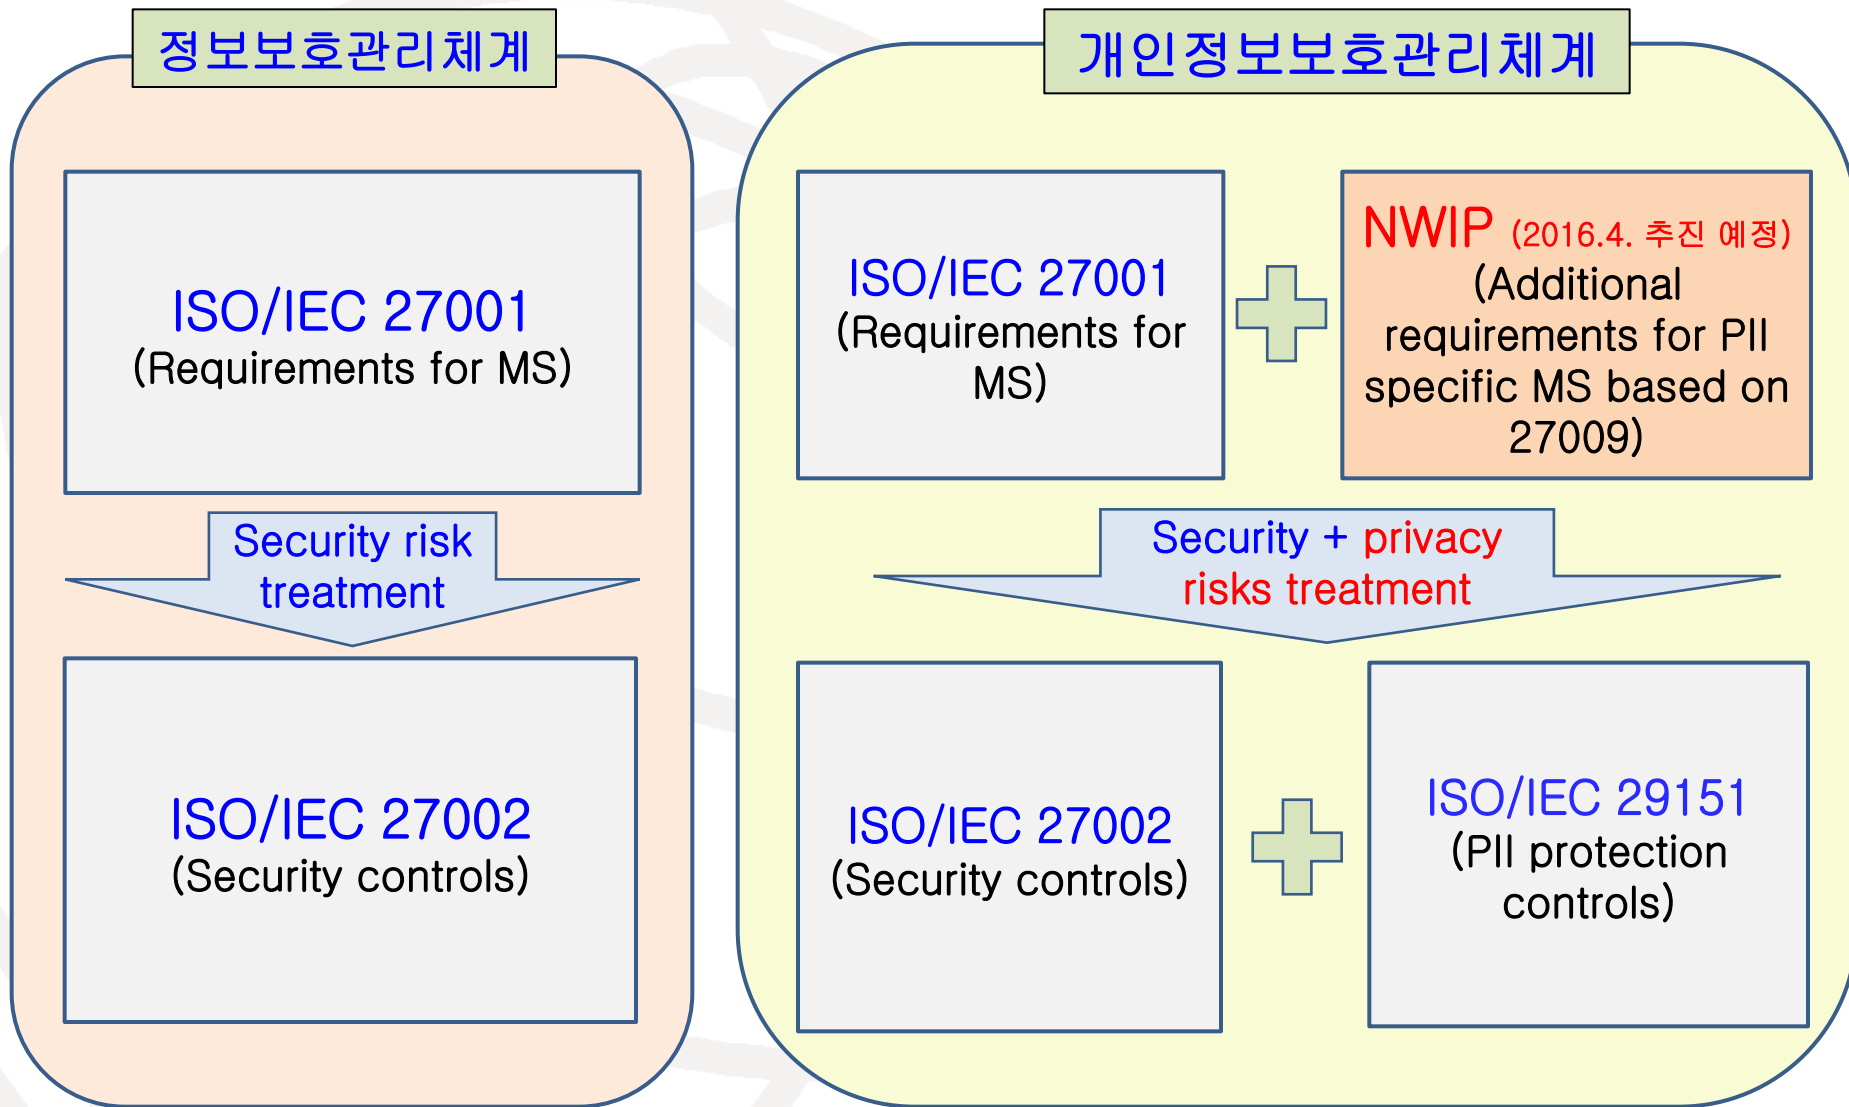 정보보호관리체계
ISO/IEC 27001
(Requirements for MS)
Security risk
treatment
ISO/IEC 27002
(Security controls)
개인정보보호관리체계
ISO/IEC 27001
(Requirements for
MS)
NWIP (2016.4. 추진 예정)
(Additional
requirements for PII
specific MS based on
27009)
Security + privacy
risks treatment
ISO/IEC 27002
(Security controls)
ISO/IEC 29151
(PII protection
controls)